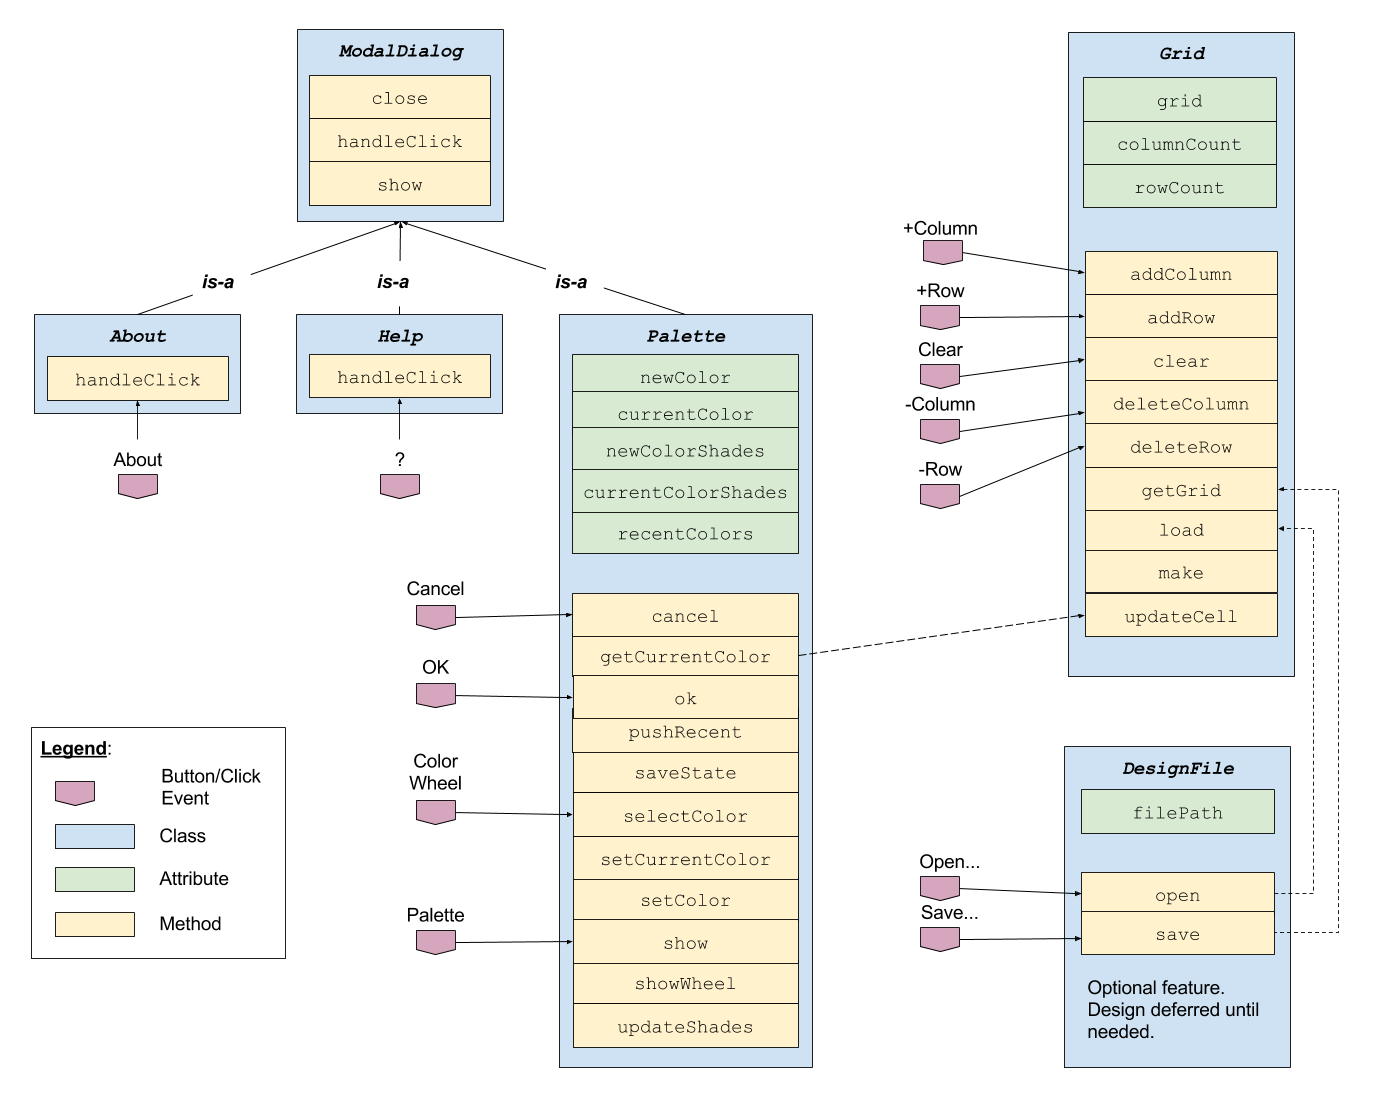 ModalDialog
close
handleClick
show
is-a
is-a
is-a
About
handleClick
About
Help
handleClick
?
Palette
newColor
currentColor
newColorShades
currentColorShades
recentColors
Cancel
cancel
getCurrentColor
OK
ok
pushRecent
saveState
Color
Wheel
selectColor
setCurrentColor
setColor
Palette
show
showWheel
updateShades
Grid
grid
columnCount
rowCount
+Column
addColumn
+Row
addRow
Clear
clear
-Column
deleteColumn
-Row
deleteRow
getGrid
load
make
updateCell
DesignFile
filePath
Open...
open
Save...
save
Optional feature.
Design deferred until
needed.
Legend:
Button/Click
Event
Class
Attribute
Method